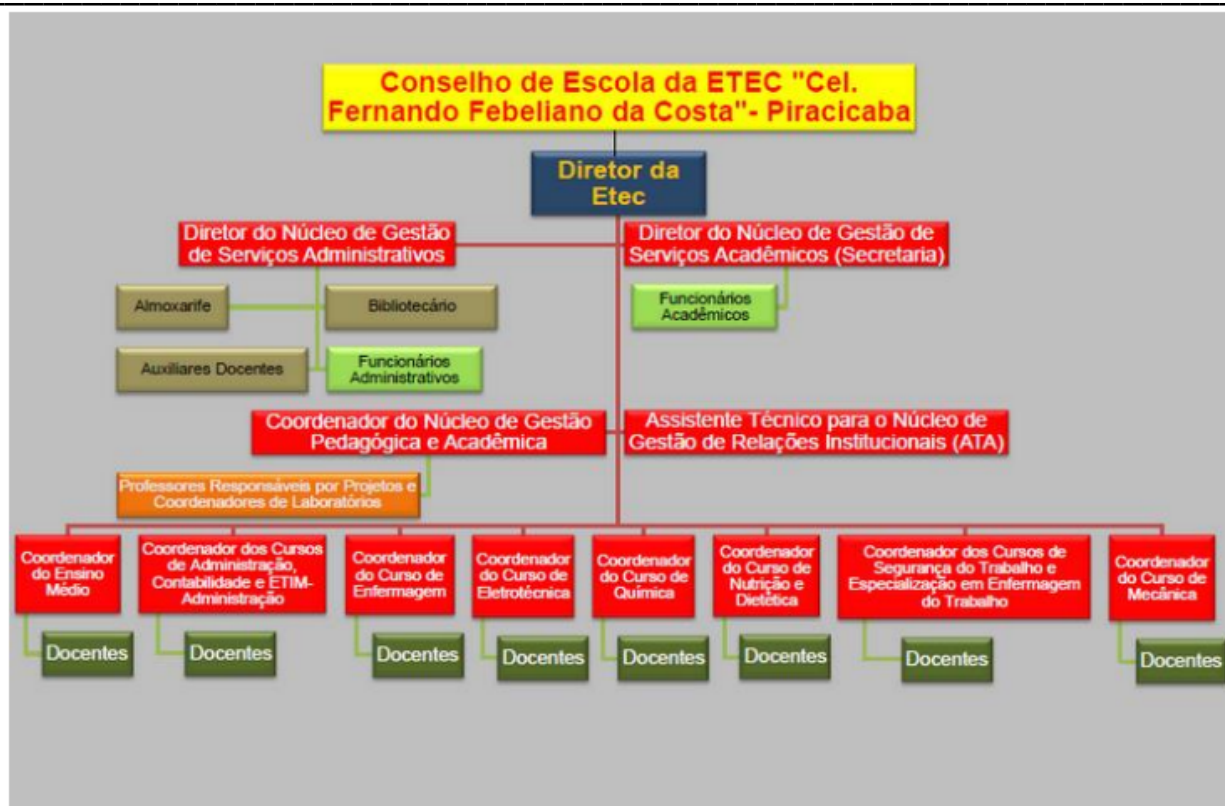 Conselho de Escola da ETEC "Cel.
Fernando Febeliano da Costa"- Piracicaba
Diretor da
Etec
Diretor do Núcleo de Gestão
de Serviços Administrativos
Diretor do Núcleo de Gestão de
Serviços Acadêmicos (Secretaria)
Almoxarife
Bibliotecário
Funcionários
Acadêmicos
Auxiliares Docentes
Funcionários
Administrativos
Coordenador do Núcleo de Gestão
Pedagógica e Acadêmica
Assistente Técnico para o Núcleo de
Gestão de Relações Institucionais (ATA)
Professores Responsáveis por Projetos e
Coordenadores de Laboratórios
Coordenador
do Ensino
Médio
Coordenador dos Cursos
de Administração,
Contabilidade e ETIM-
Administração
Coordenador
do Curso de
Enfermagem
Coordenador
do Curso de
Eletrotécnica
Coordenador
do Curso de
Química
Coordenador
do Curso de
Nutrição e
Dietética
Coordenador dos Cursos de
Segurança do Trabalho e
Especialização em Enfermagem
do Trabalho
Coordenador
do Curso de
Mecânica
Docentes
Docentes
Docentes
Docentes
Docentes
Docentes
Docentes
Docentes